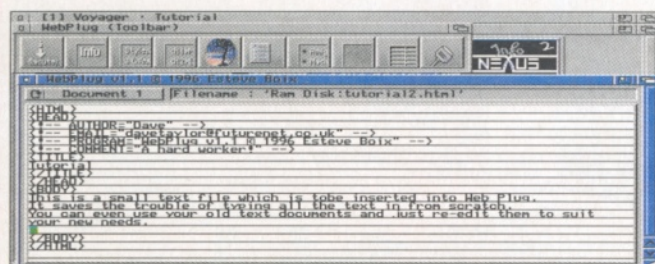 [1] Voyager · Tutorial
WebPlug (Toolbar)
Info
Info 2
NEXUS
WebPlug v1.1 © 1996 Esteve Boix
Document 1 Filename : 'Ram Disk:tutorial2.html'
<HTML>
<HEAD>
<!-- AUTHOR="Dave" -->
<!-- EMAIL="davetaylor@futurenet.co.uk" -->
<!-- PROGRAM="WebPlug v1.1 © 1996 Esteve Boix" -->
<!-- COMMENT="A hard worker!" -->
<TITLE>
Tutorial
</TITLE>
</HEAD>
<BODY>
This is a small text file which is tobe inserted into Web Plug.
It saves the trouble of typing all the text in from scratch.
You can even use your old text documents and just re-edit them to suit
your new needs.
</BODY>
</HTML>